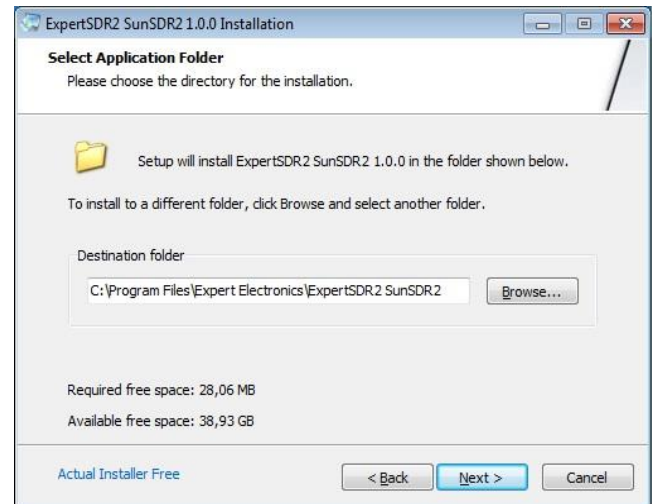 ExpertSDR2 SunSDR2 1.0.0 Installation
Select Application Folder
Please choose the directory for the installation.
Setup will install ExpertSDR2 SunSDR2 1.0.0 in the folder shown below.
To install to a different folder, click Browse and select another folder.
Destination folder
C:\Program Files\Expert Electronics\ExpertSDR2 SunSDR2
Browse...
Required free space: 28,06 MB
Available free space: 38,93 GB
Actual Installer Free
< Back
Next >
Cancel